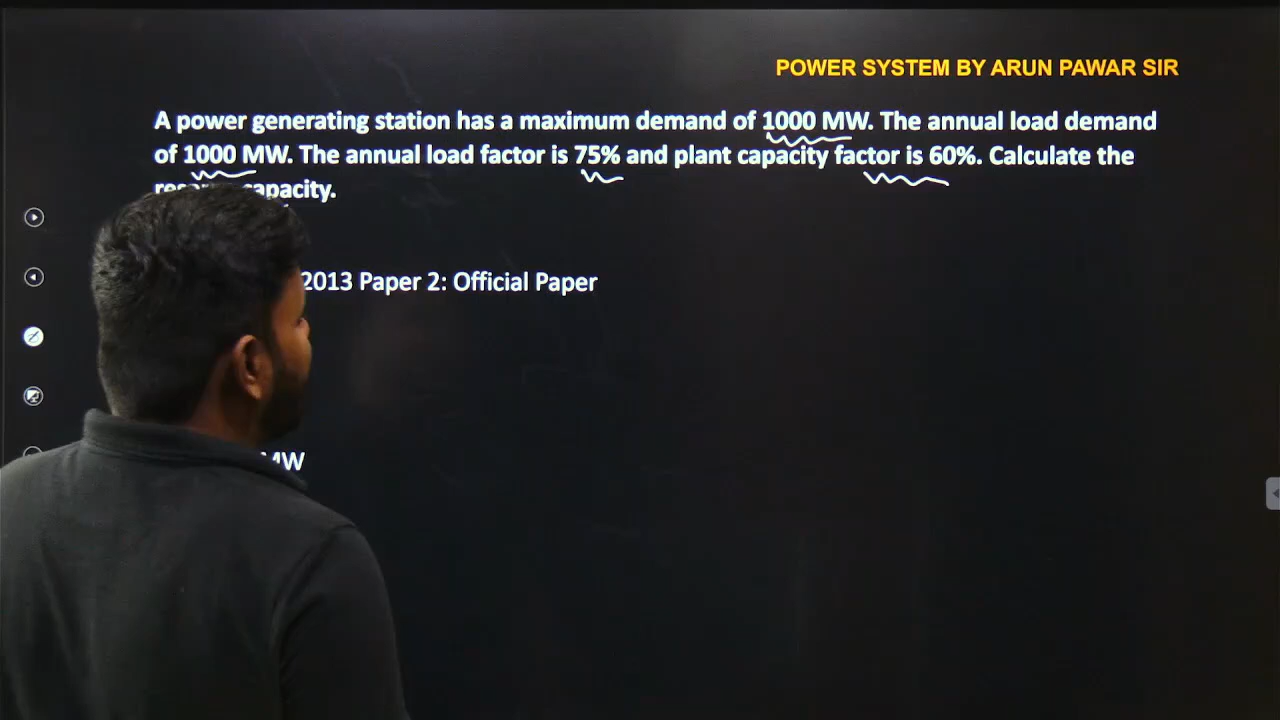 POWER SYSTEM BY ARUN PAWAR SIR
A power generating station has a maximum demand of 1000 MW. The annual load demand
of 1000 MW. The annual load factor is 75% and plant capacity factor is 60%. Calculate the
capacity.
2013 Paper 2: Official Paper
MW